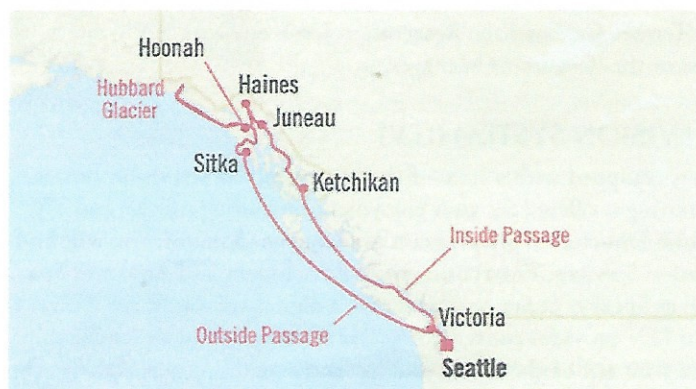 Hoonah
Haines
Hubbard
Glacier
Juneau
Sitka
Ketchikan
Inside Passage
Victoria
Outside Passage
Seattle